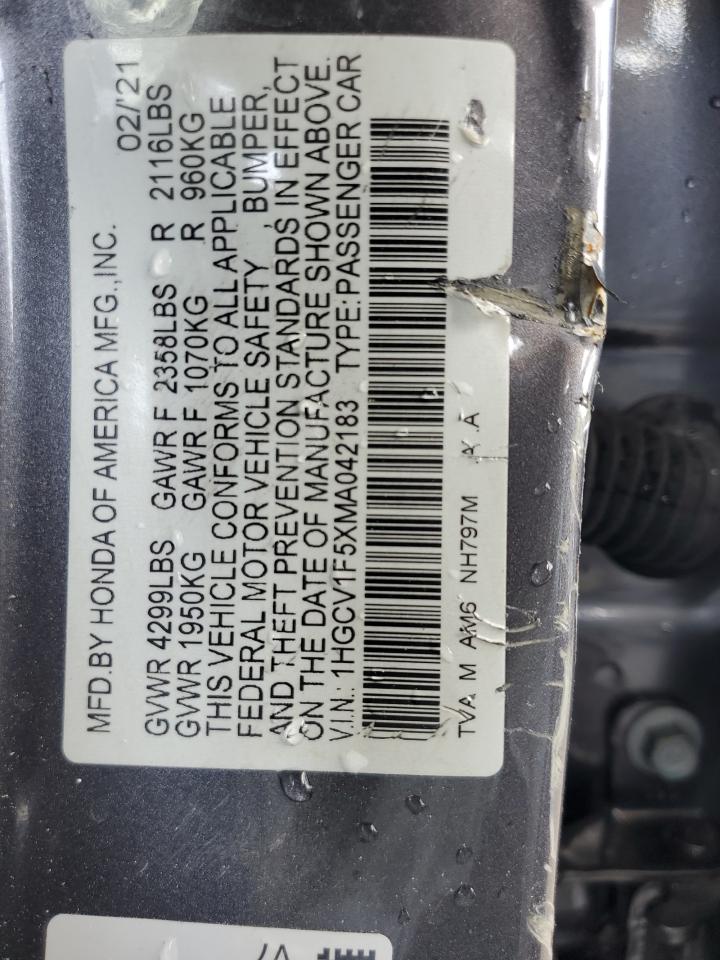 MFD.BY HONDA OF AMERICA MFG.,INC. 02/'21
GVWR 4299LBS GAWR F 2358LBS R 2116LBS
GVWR 1950KG GAWR F 1070KG R 960KG
THIS VEHICLE CONFORMS TO ALL APPLICABLE
FEDERAL MOTOR VEHICLE SAFETY , BUMPER,
AND THEFT PREVENTION STANDARDS IN EFFECT
ON THE DATE OF MANUFACTURE SHOWN ABOVE.
V.I.N.: 1HGCV1F5XMA042183 TYPE:PASSENGER CAR
TVA M AM6 NH797M A